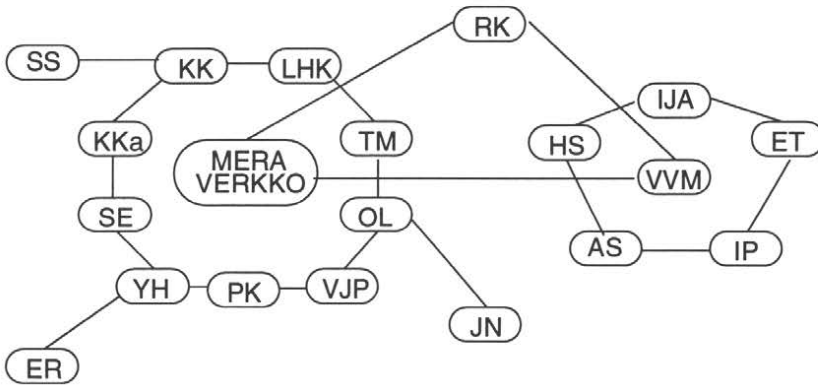 RK
SS
KK
LHK
IJA
KKa
TM
HS
ET
MERA
VERKKO
VVM
SE
OL
AS
IP
YH
PK
VJP
JN
ER